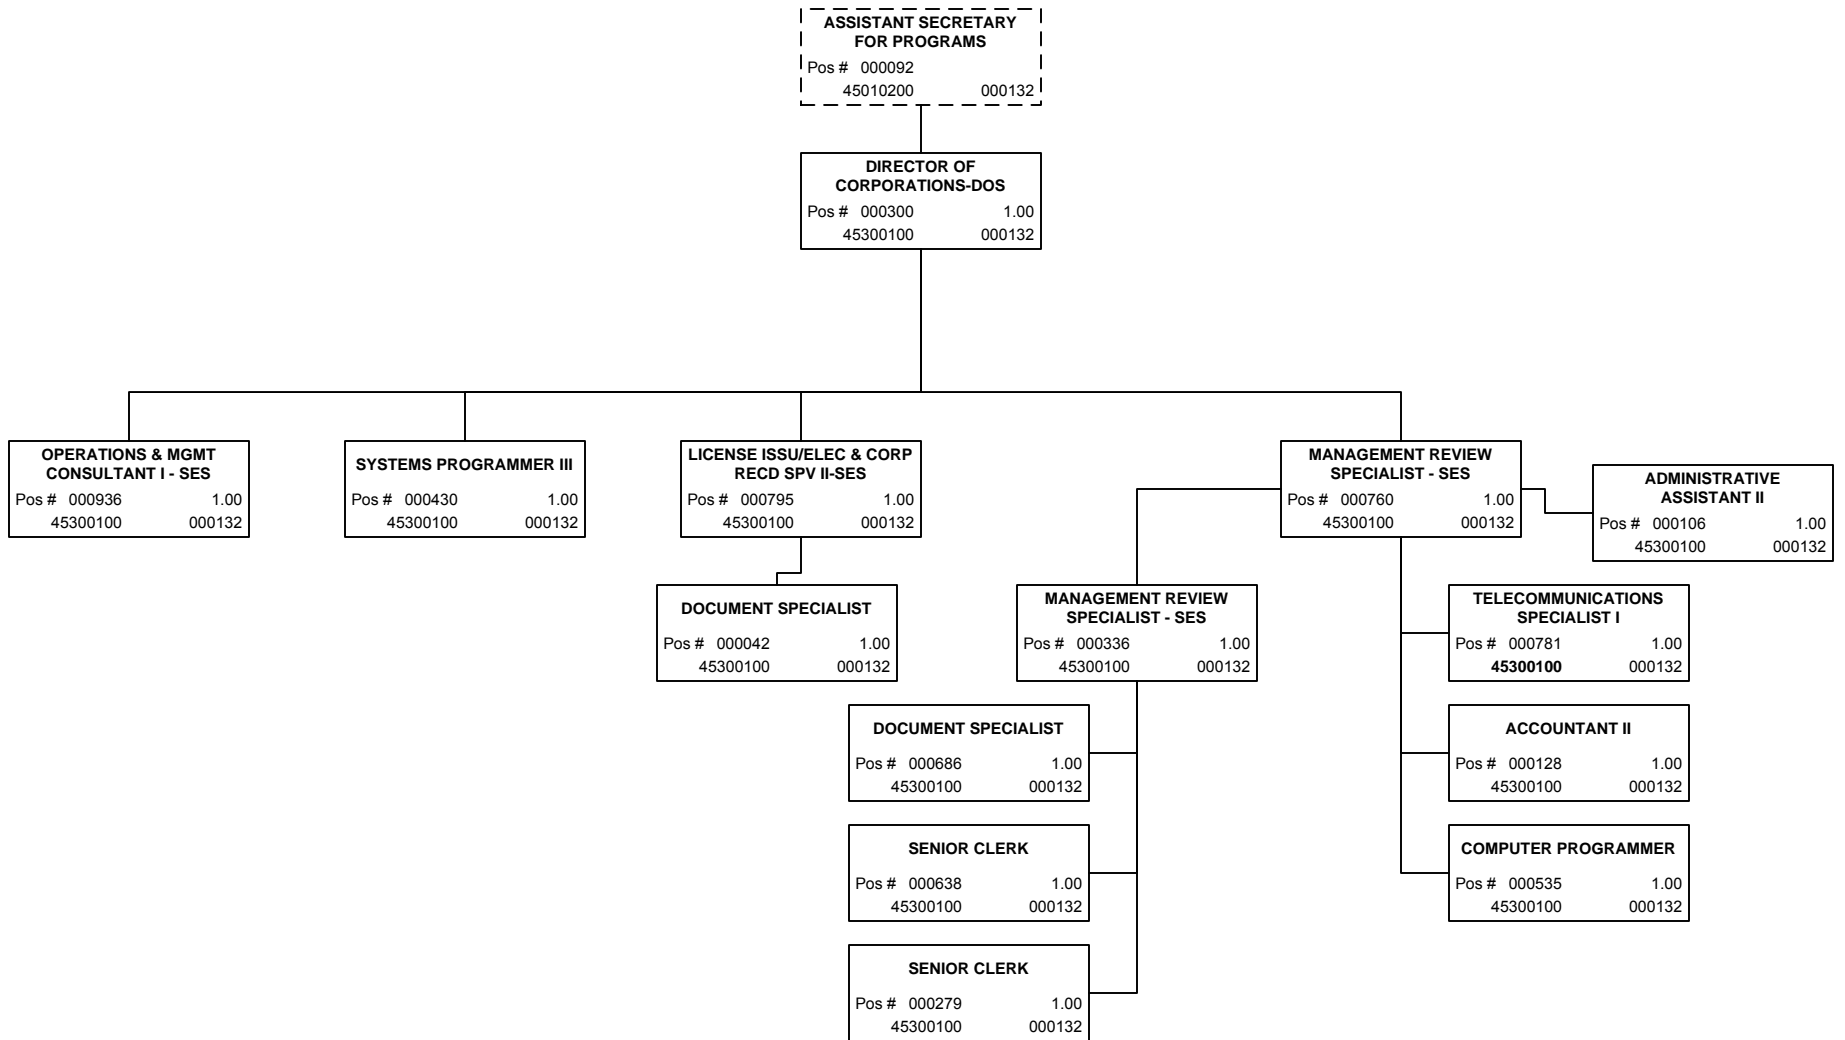 ASSISTANT SECRETARY
FOR PROGRAMS
Pos # 000092
45010200 000132
DIRECTOR OF
CORPORATIONS-DOS
Pos # 000300 1.00
45300100 000132
OPERATIONS & MGMT
CONSULTANT I - SES
Pos # 000936 1.00
45300100 000132
SYSTEMS PROGRAMMER III
Pos # 000430 1.00
45300100 000132
LICENSE ISSU/ELEC & CORP
RECD SPV II-SES
Pos # 000795 1.00
45300100 000132
MANAGEMENT REVIEW
SPECIALIST - SES
Pos # 000760 1.00
45300100 000132
ADMINISTRATIVE
ASSISTANT II
Pos # 000106 1.00
45300100 000132
DOCUMENT SPECIALIST
Pos # 000042 1.00
45300100 000132
MANAGEMENT REVIEW
SPECIALIST - SES
Pos # 000336 1.00
45300100 000132
TELECOMMUNICATIONS
SPECIALIST I
Pos # 000781 1.00
45300100 000132
DOCUMENT SPECIALIST
Pos # 000686 1.00
45300100 000132
ACCOUNTANT II
Pos # 000128 1.00
45300100 000132
SENIOR CLERK
Pos # 000638 1.00
45300100 000132
COMPUTER PROGRAMMER
Pos # 000535 1.00
45300100 000132
SENIOR CLERK
Pos # 000279 1.00
45300100 000132